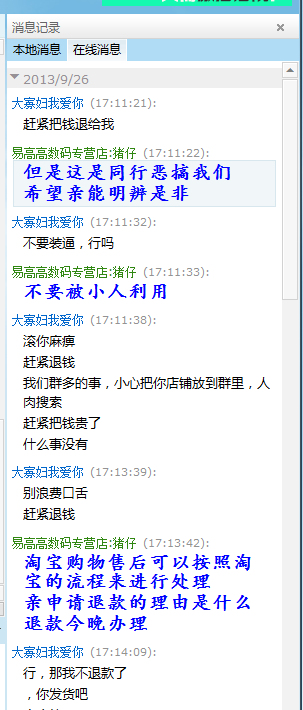 消息记录
本地消息 在线消息
2013/9/26
大寡妇我爱你 (17:11:21):
赶紧把钱退给我
易高高数码专营店:猪仔 (17:11:22):
但是这是同行恶搞我们
希望亲能明辨是非
大寡妇我爱你 (17:11:32):
不要装逼，行吗
易高高数码专营店:猪仔 (17:11:33):
不要被小人利用
大寡妇我爱你 (17:11:38):
滚你麻痹
赶紧退钱
我们群多的事，小心把你店铺放到群里，人
肉搜索
赶紧把钱贵了
什么事没有
大寡妇我爱你 (17:13:39):
别浪费口舌
赶紧退钱
易高高数码专营店:猪仔 (17:13:42):
淘宝购物售后可以按照淘
宝的流程来进行处理
亲申请退款的理由是什么
退款今晚办理
大寡妇我爱你 (17:14:09):
行，那我不退款了
，你发货吧